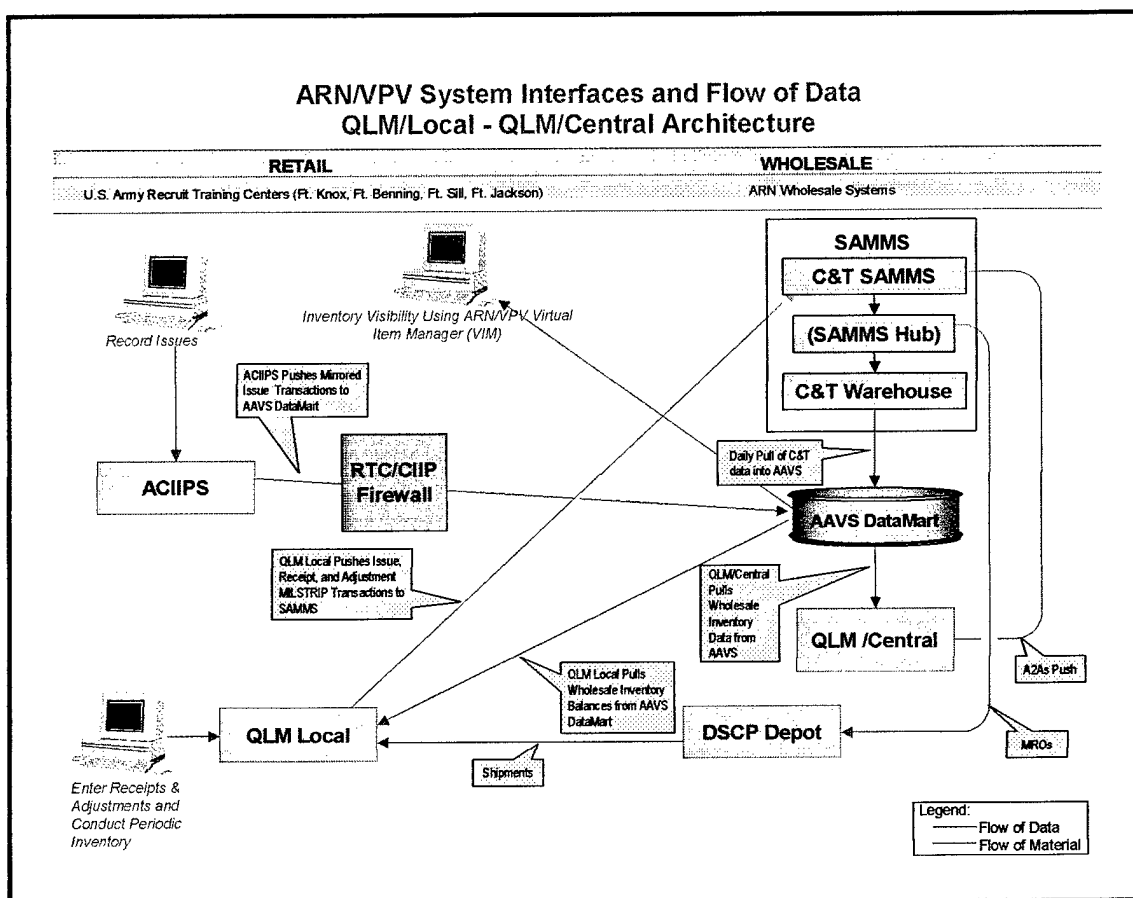 ARN/VPV System Interfaces and Flow of Data
QLM/Local - QLM/Central Architecture
RETAIL
WHOLESALE
U.S. Army Recruit Training Centers (Ft. Knox, Ft. Benning, Ft. Sill, Ft. Jackson)
ARN Wholesale Systems
SAMMS
C&T SAMMS
(SAMMS Hub)
C&T Warehouse
Record Issues
Inventory Visibility Using ARN/VPV Virtual
Item Manager (VIM)
ACIIPS Pushes Mirrored
Issue Transactions to
AAVS DataMart
Daily Pull of C&T
data into AAVS
ACIIPS
RTC/CIIP
Firewall
AAVS DataMart
QLM Local Pushes Issue,
Receipt, and Adjustment
MILSTRIP Transactions to
SAMMS
QLM/Central
Pulls
Wholesale
Inventory
Data from
AAVS
QLM /Central
A2As Push
QLM Local Pulls
Wholesale Inventory
Balances from AAVS
DataMart
QLM Local
DSCP Depot
MROs
Shipments
Enter Receipts &
Adjustments and
Conduct Periodic
Inventory
Legend:
Flow of Data
Flow of Material